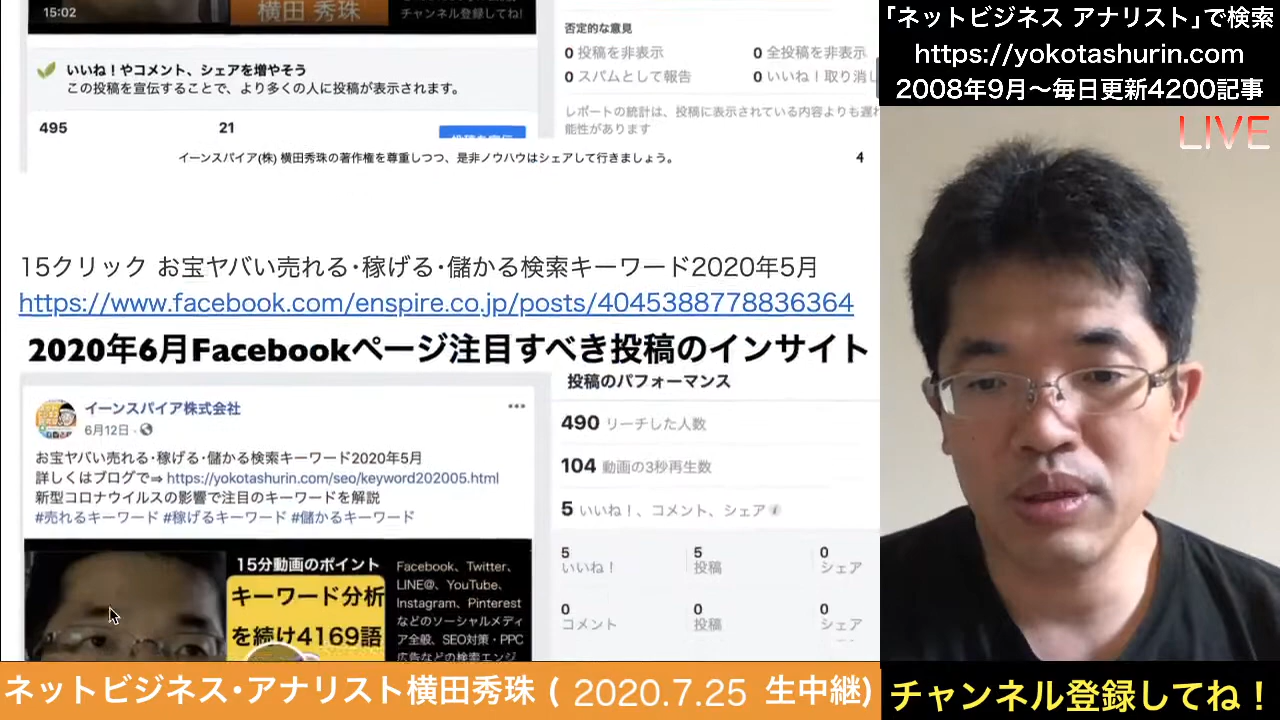 15:02
横田 秀珠
チャンネル登録してね!
否定的な意見
0 投稿を非表示
0 全投稿を非表示
0 スパムとして報告
0 いいね！取り消し
レポートの統計は、投稿に表示されている内容よりも遅れ
能性があります
いいね！やコメント、シェアを増やそう
この投稿を宣伝することで、より多くの人に投稿が表示されます。
495
21
イーンスパイア(株) 横田秀珠の著作権を尊重しつつ、是非ノウハウはシェアして行きましょう。
4
15クリック お宝ヤバい売れる･稼げる･儲かる検索キーワード2020年5月
https://www.facebook.com/enspire.co.jp/posts/4045388778836364
2020年6月Facebookページ注目すべき投稿のインサイト
イーンスパイア株式会社
6月12日 ·
お宝ヤバい売れる･稼げる･儲かる検索キーワード2020年5月
詳しくはブログで⇒ https://yokotashurin.com/seo/keyword202005.html
新型コロナウイルスの影響で注目のキーワードを解説
#売れるキーワード #稼げるキーワード #儲かるキーワード
15分動画のポイント
キーワード分析
を続け4169語
Facebook、Twitter、
LINE@、YouTube、
Instagram、Pinterest
などのソーシャルメディ
ア全般、SEO対策・PPC
広告などの検索エンジ
投稿のパフォーマンス
490 リーチした人数
104 動画の3秒再生数
5 いいね！、コメント、シェア
5
いいね！
5
投稿
0
シェア
0
コメント
0
投稿
0
シェア
「ネットビジネス アナリスト」で検索
https://yokotashurin.com
2008年9月〜毎日更新4200記事
LIVE
ネットビジネス･アナリスト横田秀珠 ( 2020.7.25 生中継)
チャンネル登録してね！